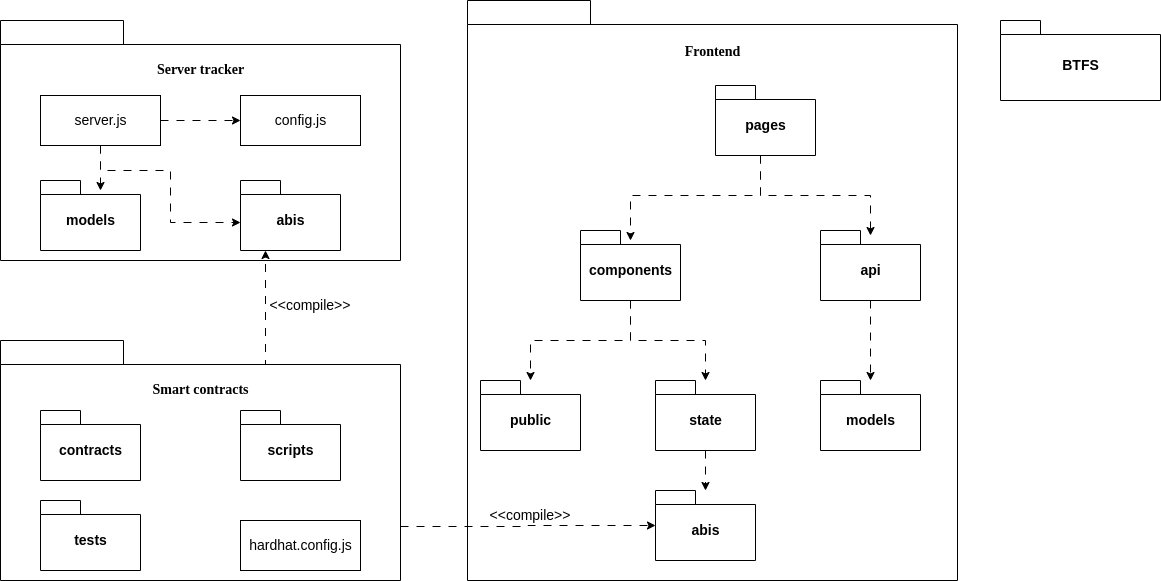 Server tracker
server.js
config.js
models
abis
<<compile>>
Smart contracts
contracts
scripts
tests
hardhat.config.js
<<compile>>
Frontend
pages
components
api
public
state
models
abis
BTFS